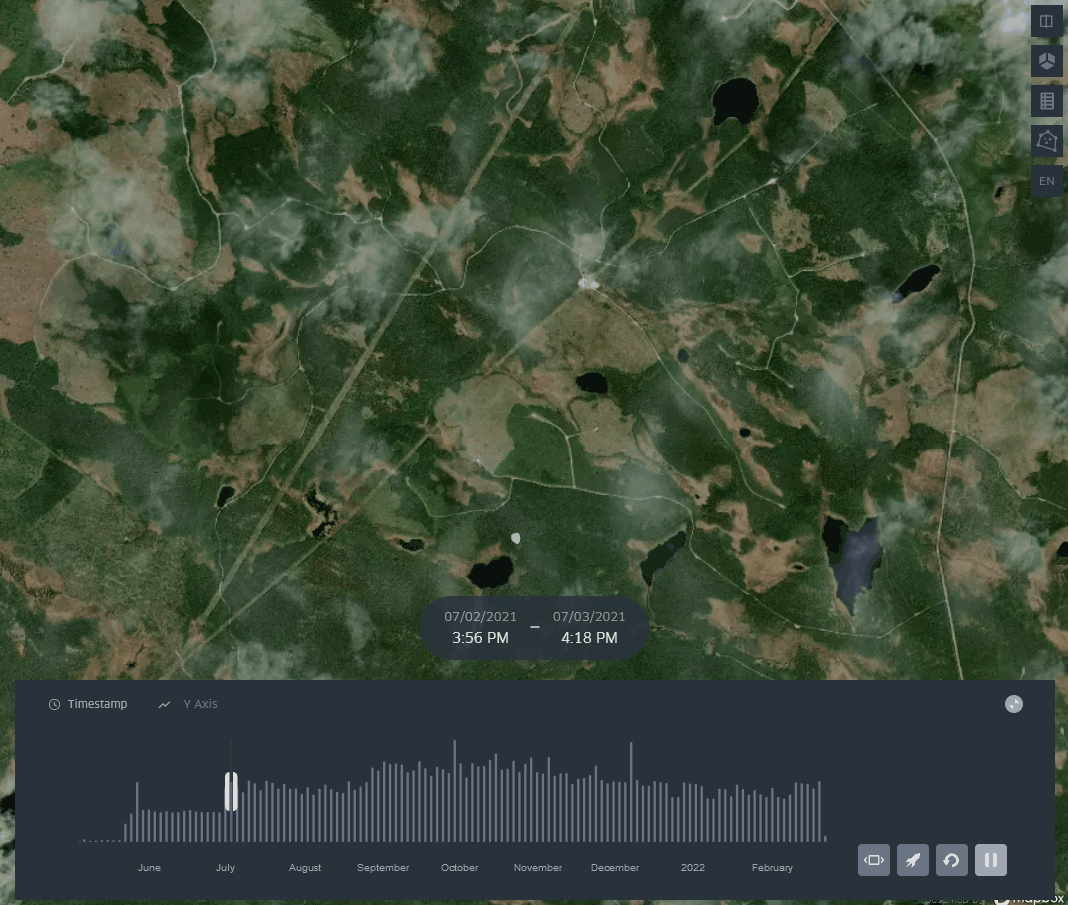 EN
07/02/2021 – 07/03/2021
3:56 PM 4:18 PM
Timestamp Y Axis
June July August September October November December 2022 February
mapbox